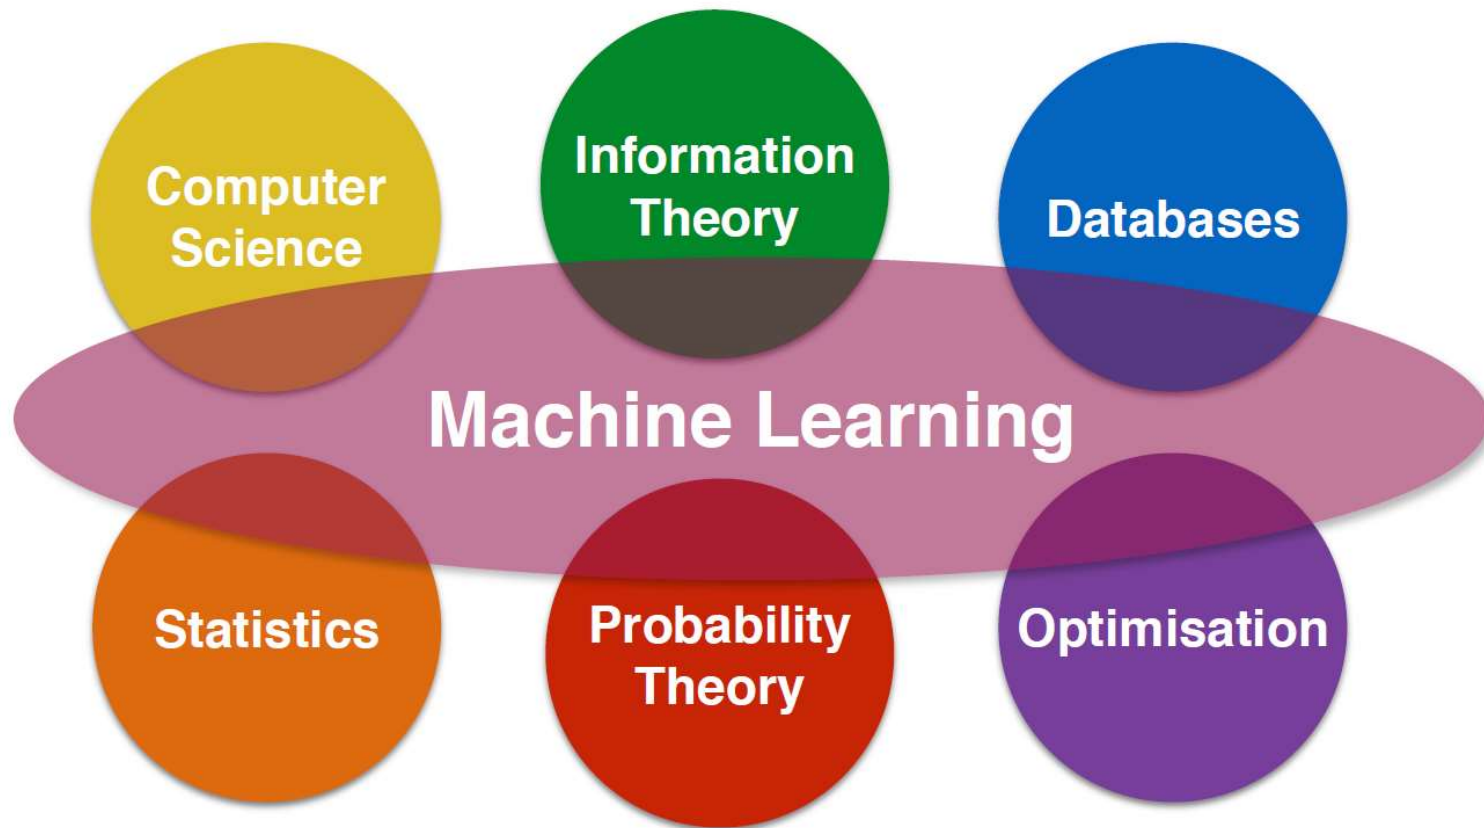 Computer
Science
Information
Theory
Databases
Machine Learning
Statistics
Probability
Theory
Optimisation